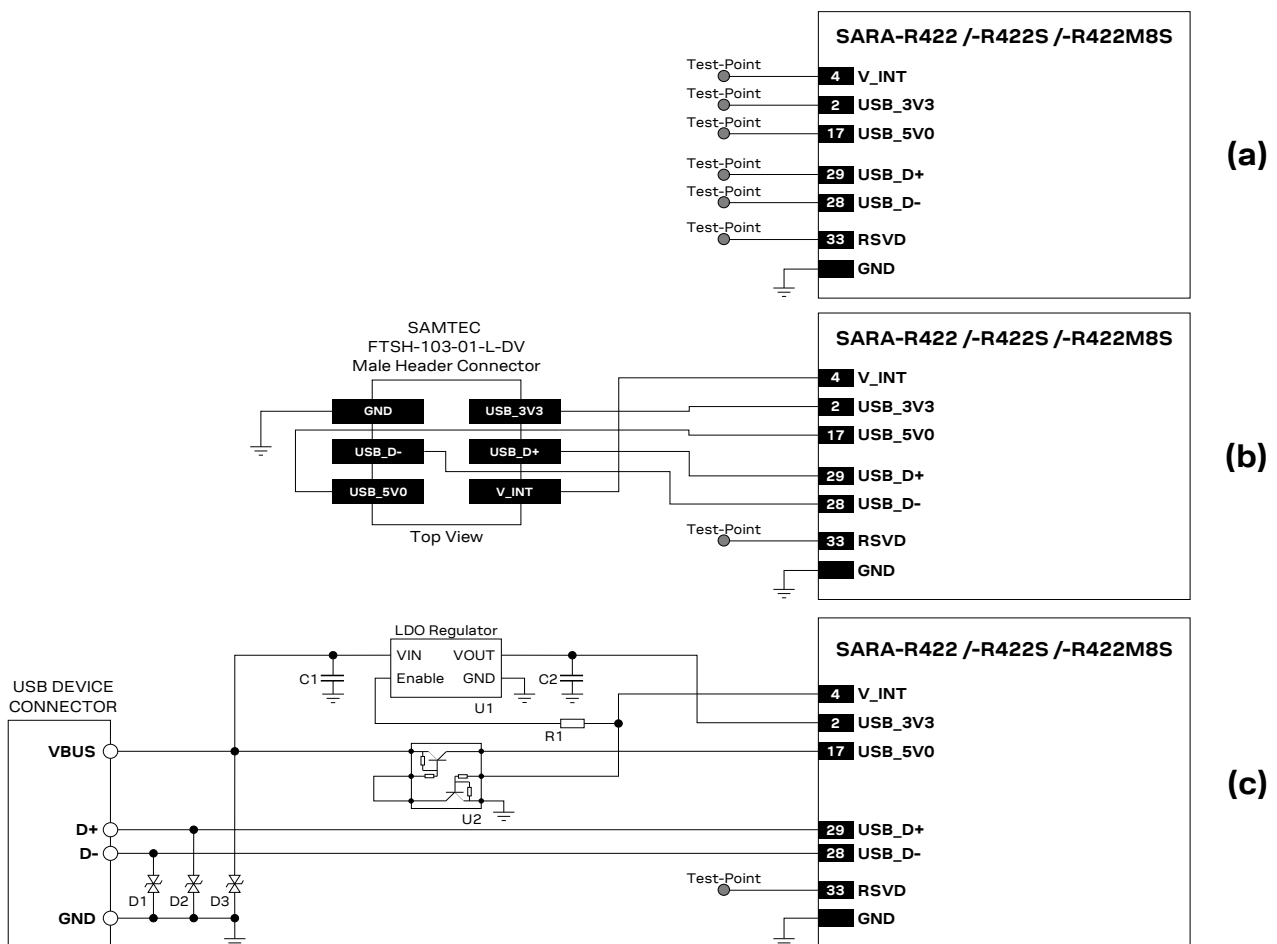 SARA-R422 /-R422S /-R422M8S
Test-Point
4 V_INT
Test-Point
2 USB_3V3
Test-Point
17 USB_5V0
(a)
Test-Point
29 USB_D+
Test-Point
28 USB_D-
Test-Point
33 RSVD
GND
SAMTEC
FTSH-103-01-L-DV
Male Header Connector
GND
USB_3V3
USB_D-
USB_D+
USB_5V0
V_INT
Top View
SARA-R422 /-R422S /-R422M8S
4 V_INT
2 USB_3V3
17 USB_5V0
(b)
29 USB_D+
28 USB_D-
Test-Point
33 RSVD
GND
LDO Regulator
VIN VOUT
Enable GND
C1
C2
U1
R1
U2
USB DEVICE
CONNECTOR
VBUS
D+
D-
D1 D2 D3
GND
SARA-R422 /-R422S /-R422M8S
4 V_INT
2 USB_3V3
17 USB_5V0
(c)
29 USB_D+
28 USB_D-
Test-Point
33 RSVD
GND